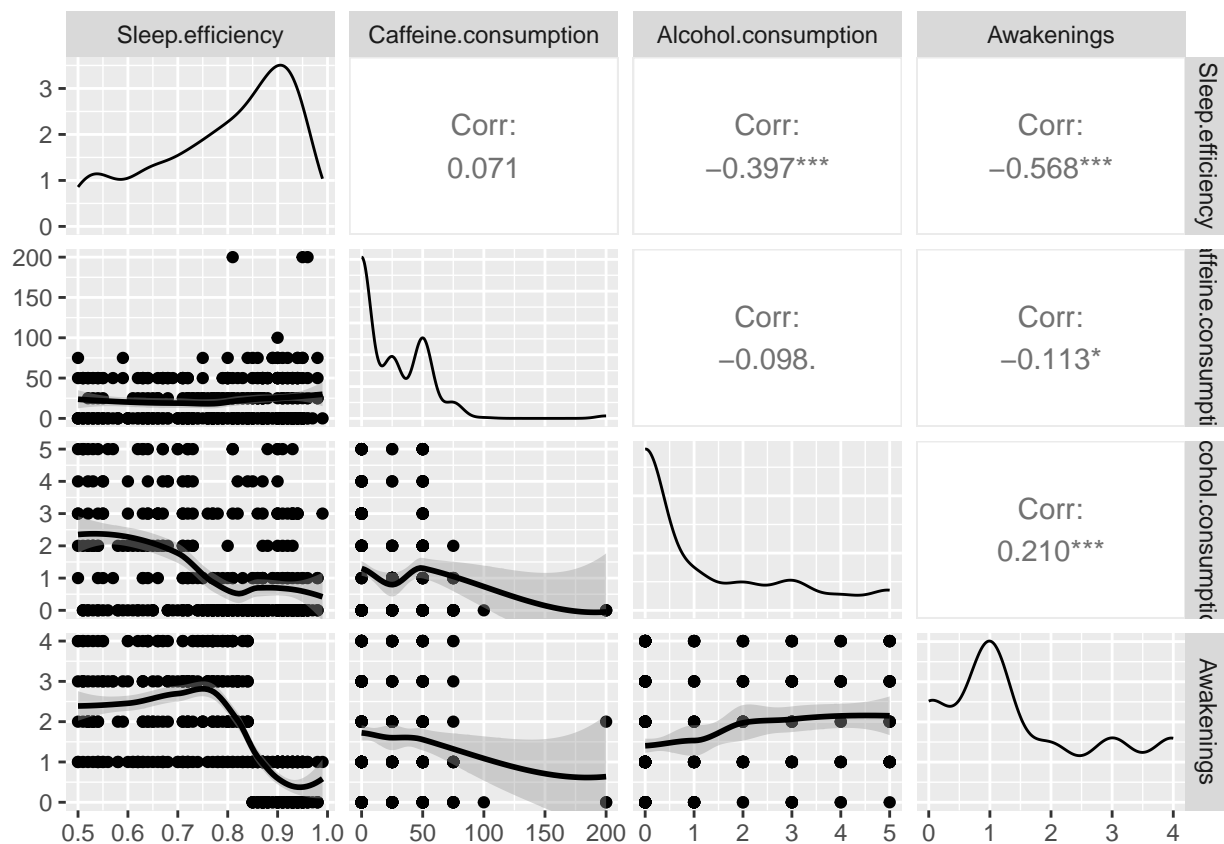 Sleep.efficiency Caffeine.consumption Alcohol.consumption Awakenings
3
2
1
0
Corr:
0.071
Corr:
−0.397***
Corr:
−0.568***
Sleep.efficiency
200
150
100
50
0
Corr:
−0.098.
Corr:
−0.113*
affeine.consumpti
5
4
3
2
1
0
Corr:
0.210***
cohol.consumptio
4
3
2
1
0
Awakenings
0.5 0.6 0.7 0.8 0.9 1.0 0 50 100 150 200 0 1 2 3 4 5 0 1 2 3 4